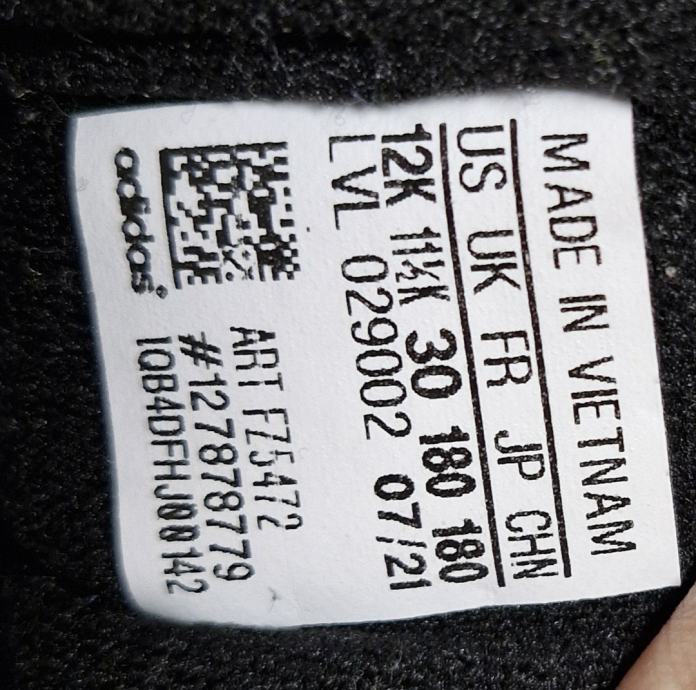 MADE IN VIETNAM
US UK FR JP CHN
12K 11½K 30 180 180
LVL 029002 07/21
ART FZ5472
#127878779
IQB4DFHJ00142
adidas